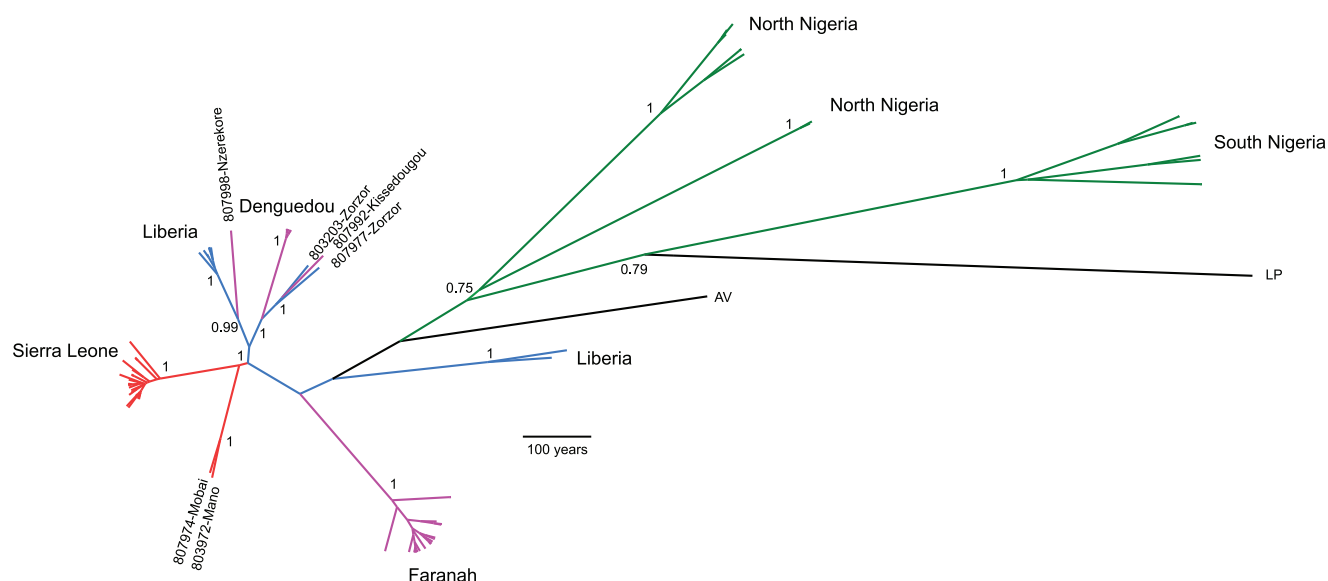 North Nigeria
1
North Nigeria
1
South Nigeria
1
807998-Nzerekore
Denguedou
803203-Zorzor
807992-Kissedougou
807977-Zorzor
Liberia
1
1
1
0.99
1
0.75
0.79
LP
AV
Sierra Leone
1
1
1
Liberia
100 years
1
807974-Mobai
803972-Mano
1
Faranah